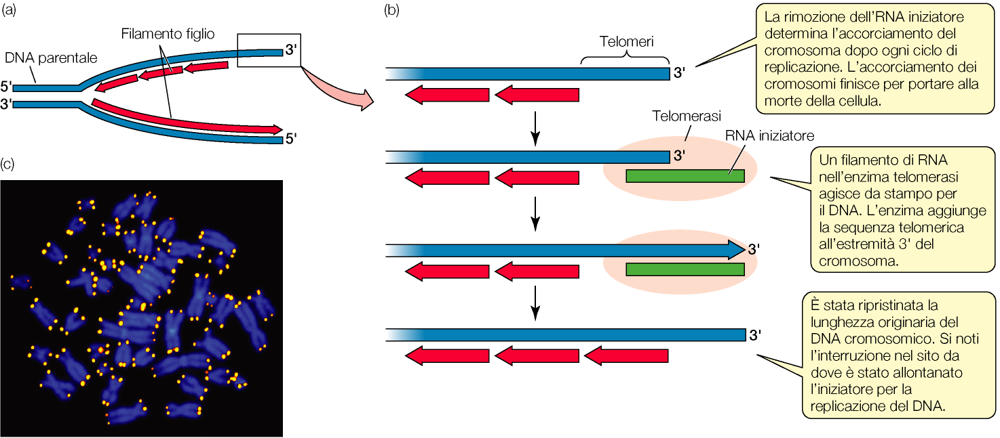 (a)
Filamento figlio
DNA parentale
3'
5'
3'
5'
(b)
Telomeri
3'
La rimozione dell'RNA iniziatore
determina l'accorciamento del
cromosoma dopo ogni ciclo di
replicazione. L'accorciamento dei
cromosomi finisce per portare alla
morte della cellula.
Telomerasi
RNA iniziatore
3'
Un filamento di RNA
nell'enzima telomerasi
agisce da stampo per
il DNA. L'enzima aggiunge
la sequenza telomerica
all'estremità 3' del
cromosoma.
3'
È stata ripristinata la
lunghezza originaria del
DNA cromosomico. Si noti
l'interruzione nel sito da
dove è stato allontanato
l'iniziatore per la
replicazione del DNA.
3'
(c)